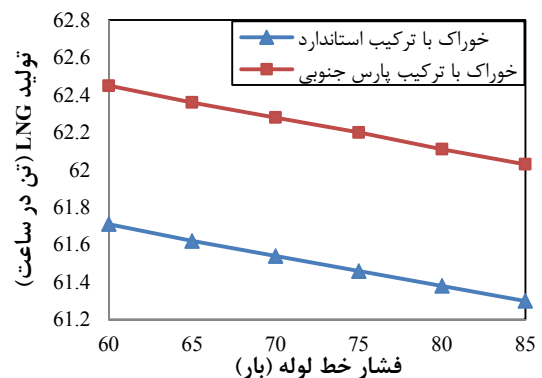 62.8
62.6
62.4
62.2
62
61.8
61.6
61.4
61.2
تولید LNG (تن در ساعت)
خوراک با ترکیب استاندارد
خوراک با ترکیب پارس جنوبی
60 65 70 75 80 85
فشار خط لوله (بار)